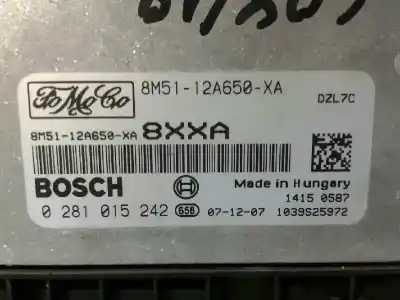 FoMoCo 8M51-12A650-XA
DZL7C
8M51-12A650-XA 8XXA
BOSCH
Made in Hungary
1415 0587
0 281 015 242 656 07-12-07 1039S25972